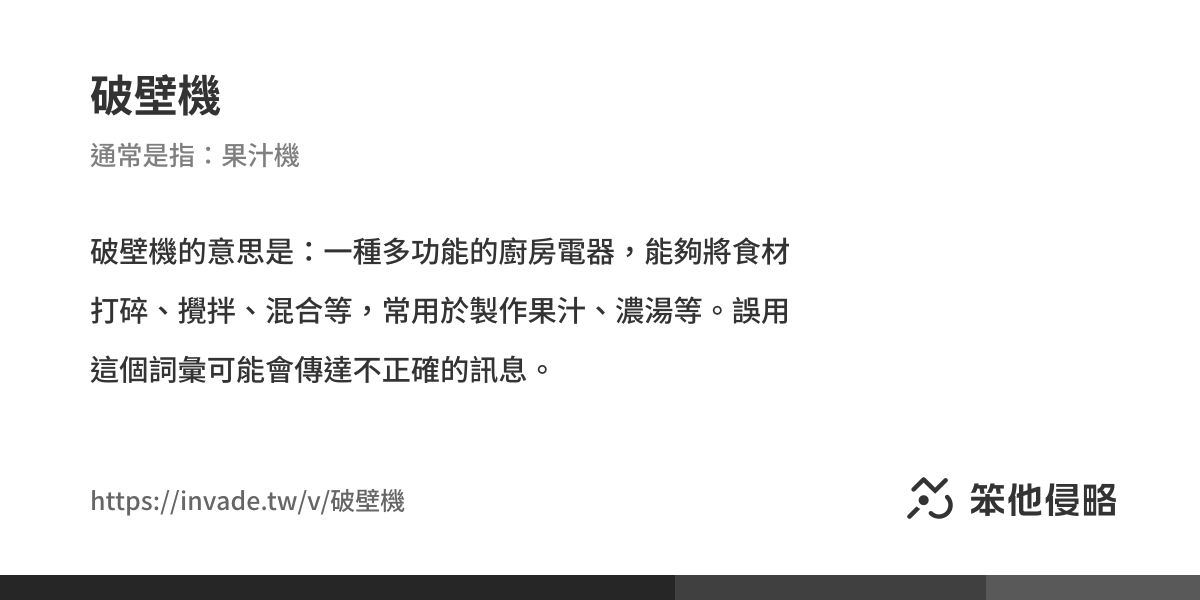 破壁機
通常是指：果汁機
破壁機的意思是：一種多功能的廚房電器，能夠將食材
打碎、攪拌、混合等，常用於製作果汁、濃湯等。誤用
這個詞彙可能會傳達不正確的訊息。
https://invade.tw/v/破壁機
笨他侵略